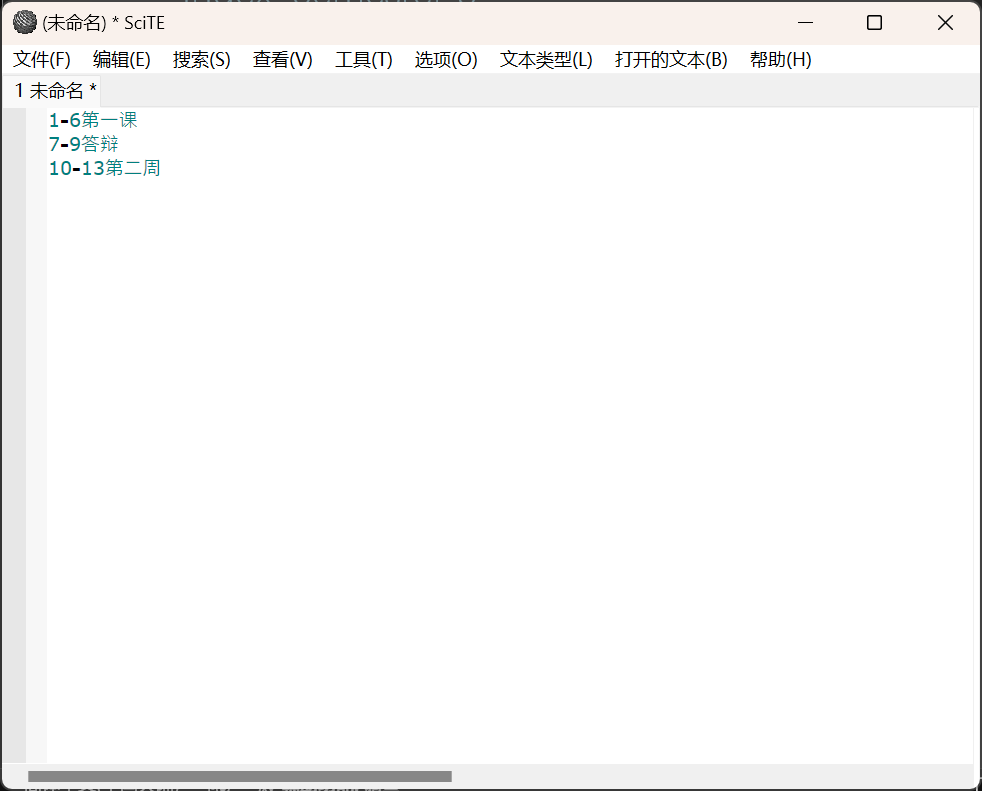 (未命名) * SciTE
文件(F) 编辑(E) 搜索(S) 查看(V) 工具(T) 选项(O) 文本类型(L) 打开的文本(B) 帮助(H)
1 未命名 *
1-6第一课
7-9答辩
10-13第二周